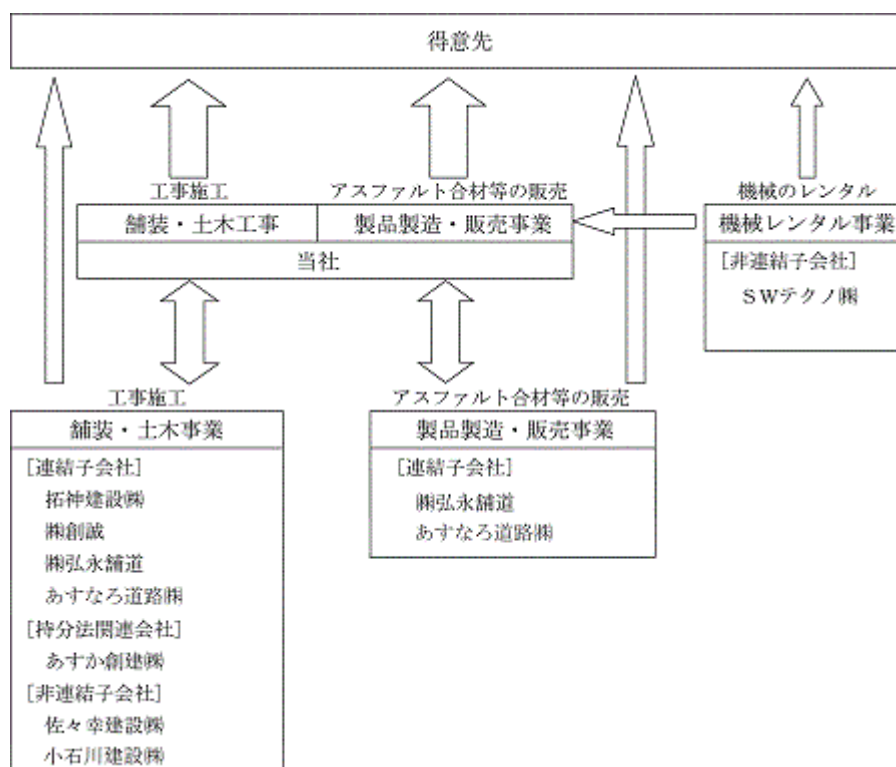 得意先
工事施工
アスファルト合材等の販売
機械のレンタル
舗装・土木工事
製品製造・販売事業
機械レンタル事業
当社
[非連結子会社]
SWテクノ㈱
工事施工
アスファルト合材等の販売
舗装・土木事業
製品製造・販売事業
[連結子会社]
拓神建設㈱
㈱創誠
㈱弘永舗道
あすなろ道路㈱
[持分法関連会社]
あすか創建㈱
[非連結子会社]
佐々幸建設㈱
小石川建設㈱
[連結子会社]
㈱弘永舗道
あすなろ道路㈱